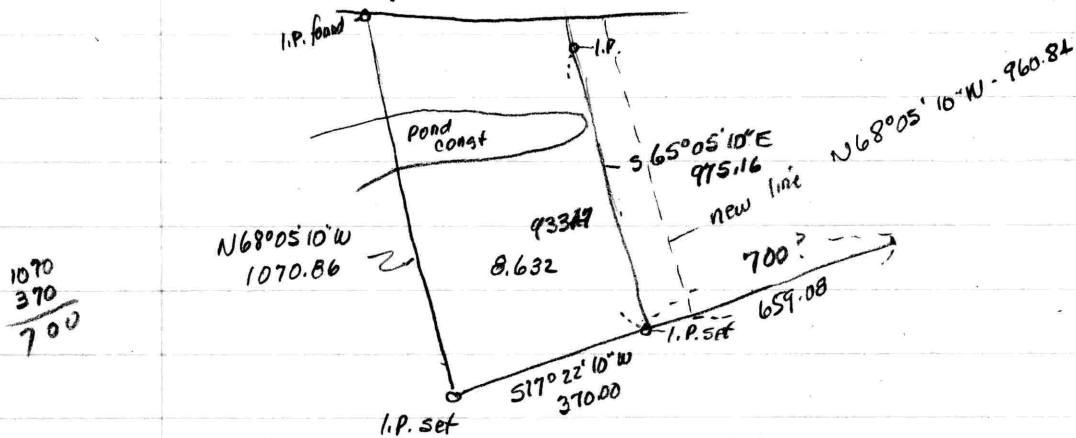 I.P. found
I.P.
pond
const
S 65°05'10"E
975.16
N68°05'10"W - 960.84
new line
N68°05'10"W
1070.86
8.632
700?
659.08
1070
370
700
I.P. set
S17°22'10"W
370.00
I.P. set